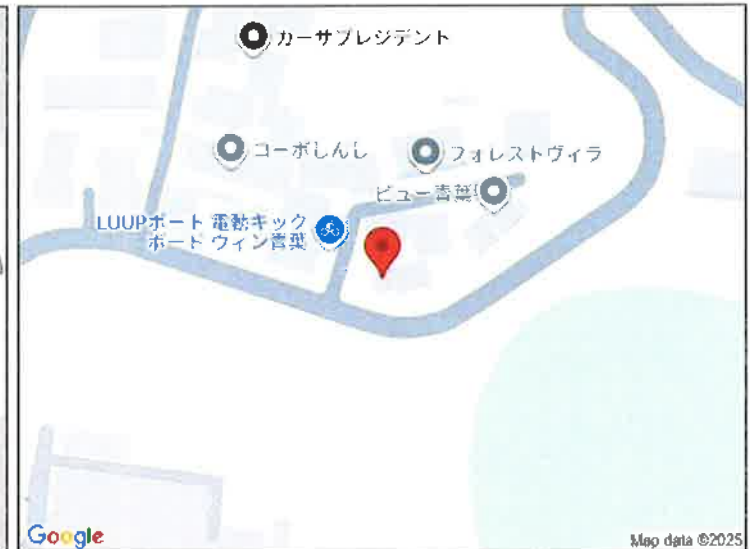 カーサプレジデント
コーポしんし
フォレストヴィラ
ビュー青葉
LUUPポート 電動キック
ボート ウィン青葉
Google
Map data ©2025